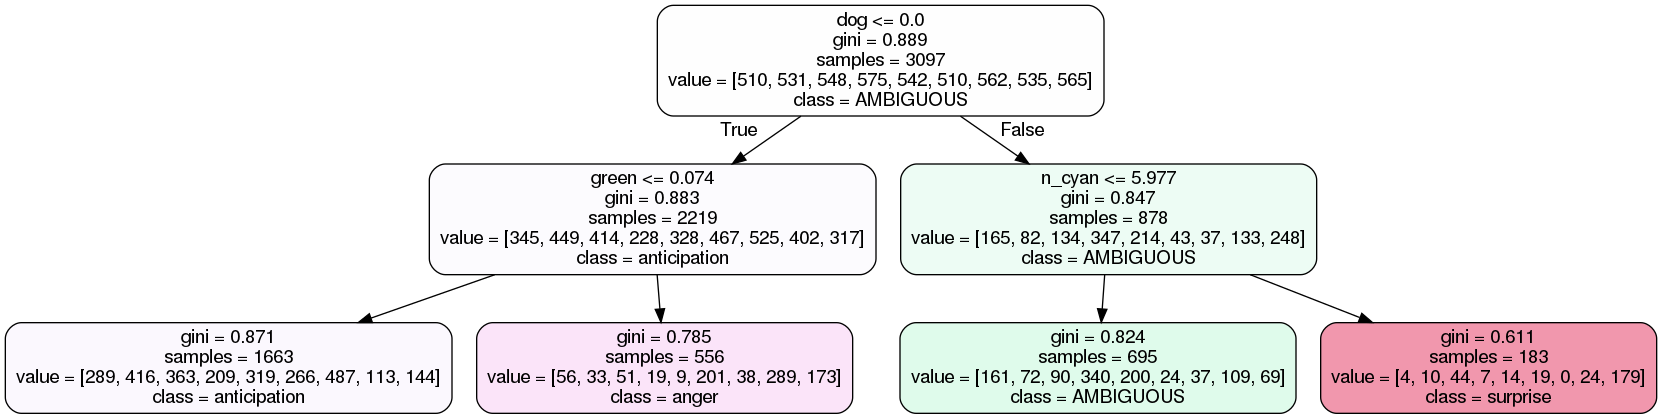 dog <= 0.0
gini = 0.889
samples = 3097
value = [510, 531, 548, 575, 542, 510, 562, 535, 565]
class = AMBIGUOUS
True
False
green <= 0.074
gini = 0.883
samples = 2219
value = [345, 449, 414, 228, 328, 467, 525, 402, 317]
class = anticipation
n_cyan <= 5.977
gini = 0.847
samples = 878
value = [165, 82, 134, 347, 214, 43, 37, 133, 248]
class = AMBIGUOUS
gini = 0.871
samples = 1663
value = [289, 416, 363, 209, 319, 266, 487, 113, 144]
class = anticipation
gini = 0.785
samples = 556
value = [56, 33, 51, 19, 9, 201, 38, 289, 173]
class = anger
gini = 0.824
samples = 695
value = [161, 72, 90, 340, 200, 24, 37, 109, 69]
class = AMBIGUOUS
gini = 0.611
samples = 183
value = [4, 10, 44, 7, 14, 19, 0, 24, 179]
class = surprise